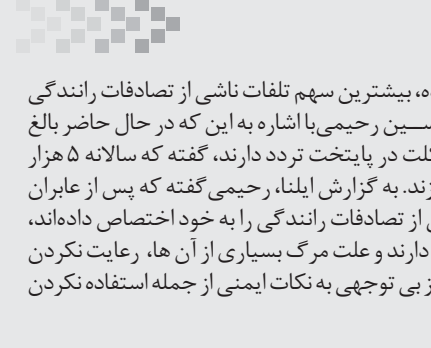 بیشترین سهم تلفات ناشی از تصادفات رانندگی
رحیمی‌با اشاره به این که در حال حاضر بالغ
در پایتخت تردد دارند، گفته که سالانه ۵ هزار
به گزارش ایلنا، رحیمی گفته که پس از عابران
از تصادفات رانندگی را به خود اختصاص داده‌اند،
دارند و علت مرگ بسیاری از آن ها، رعایت نکردن
از بی توجهی به نکات ایمنی از جمله استفاده نکردن